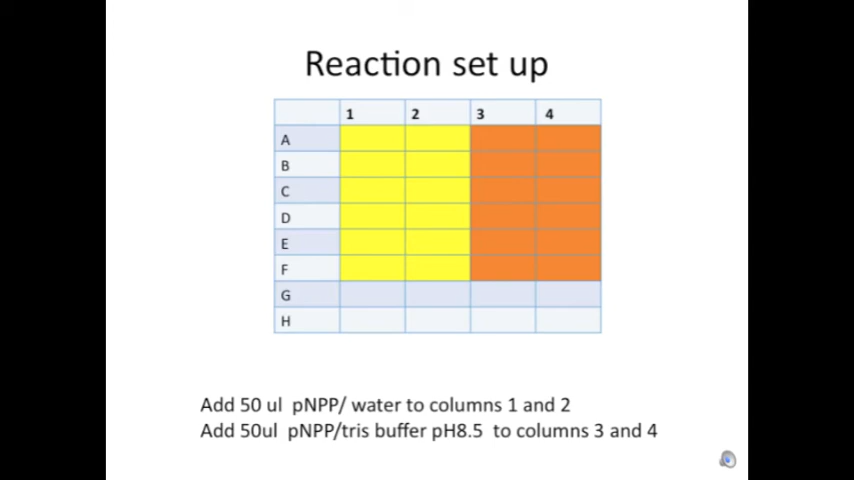 Reaction set up
1 2 3 4
A
B
C
D
E
F
G
H
Add 50 ul pNPP/ water to columns 1 and 2
Add 50ul pNPP/tris buffer pH8.5 to columns 3 and 4